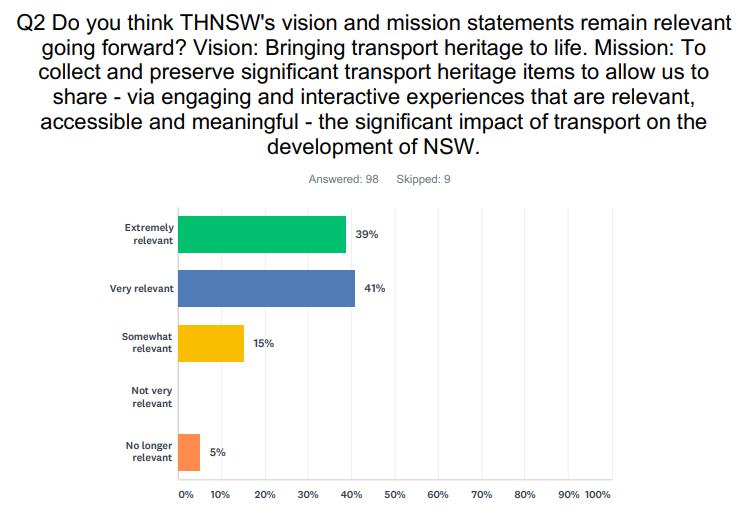 Q2 Do you think THNSW's vision and mission statements remain relevant
going forward? Vision: Bringing transport heritage to life. Mission: To
collect and preserve significant transport heritage items to allow us to
share - via engaging and interactive experiences that are relevant,
accessible and meaningful - the significant impact of transport on the
development of NSW.
Answered: 98 Skipped: 9
Extremely
relevant
39%
Very relevant
41%
Somewhat
relevant
15%
Not very
relevant
No longer
relevant
5%
0% 10% 20% 30% 40% 50% 60% 70% 80% 90% 100%